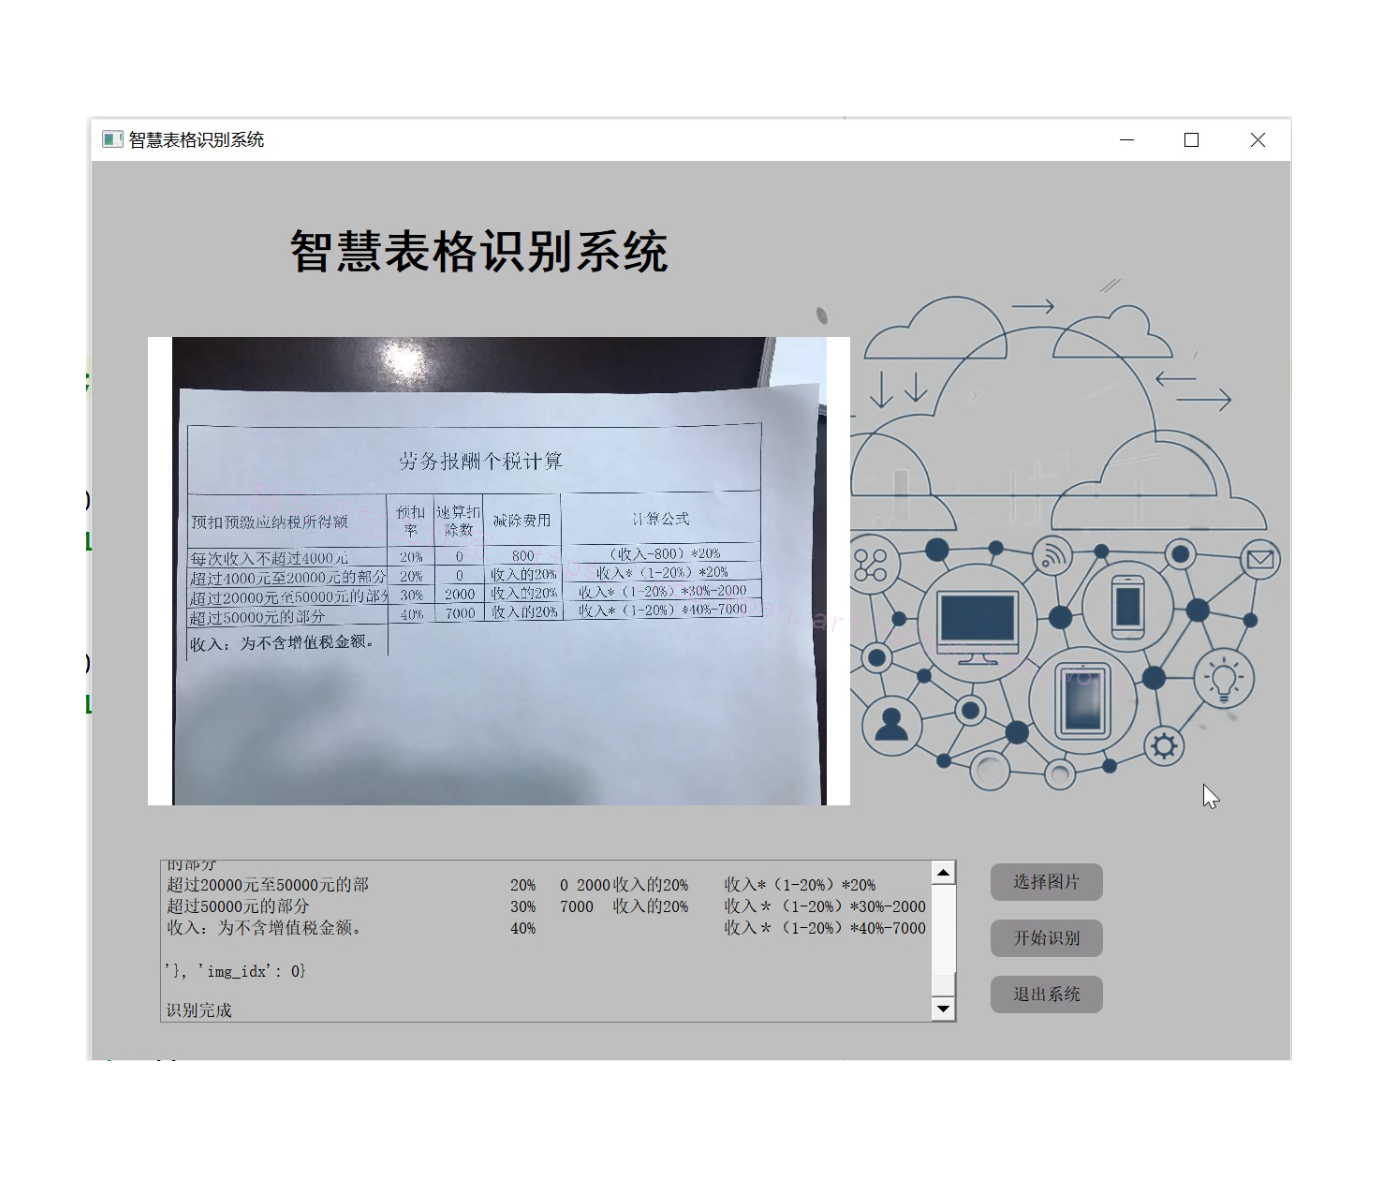 智慧表格识别系统
智慧表格识别系统
劳务报酬个税计算
预扣预缴应纳税所得额 预扣率 速算扣除数 减除费用 计算公式
每次收入不超过4000元 20% 0 800 （收入-800）*20%
超过4000元至20000元的部分 20% 0 收入的20% 收入*（1-20%）*20%
超过20000元至50000元的部分 30% 2000 收入的20% 收入*（1-20%）*30%-2000
超过50000元的部分 40% 7000 收入的20% 收入*（1-20%）*40%-7000
收入：为不含增值税金额。
的部分
超过20000元至50000元的部 20% 0 2000 收入的20% 收入*（1-20%）*20%
超过50000元的部分 30% 7000 收入的20% 收入*（1-20%）*30%-2000
收入：为不含增值税金额。 40% 收入*（1-20%）*40%-7000
'}, 'img_idx': 0}
识别完成
选择图片
开始识别
退出系统